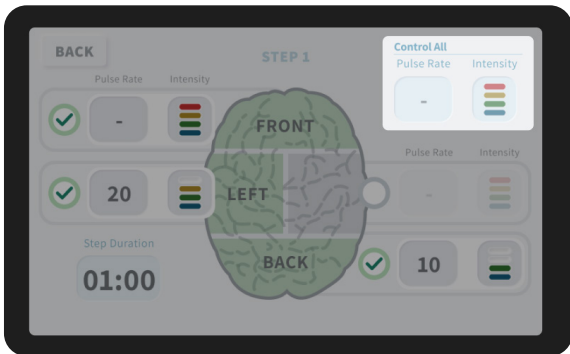 BACK
STEP 1
Control All
Pulse Rate Intensity
-
Pulse Rate Intensity
-
FRONT
Pulse Rate Intensity
20
LEFT
-
Step Duration
01:00
BACK
10